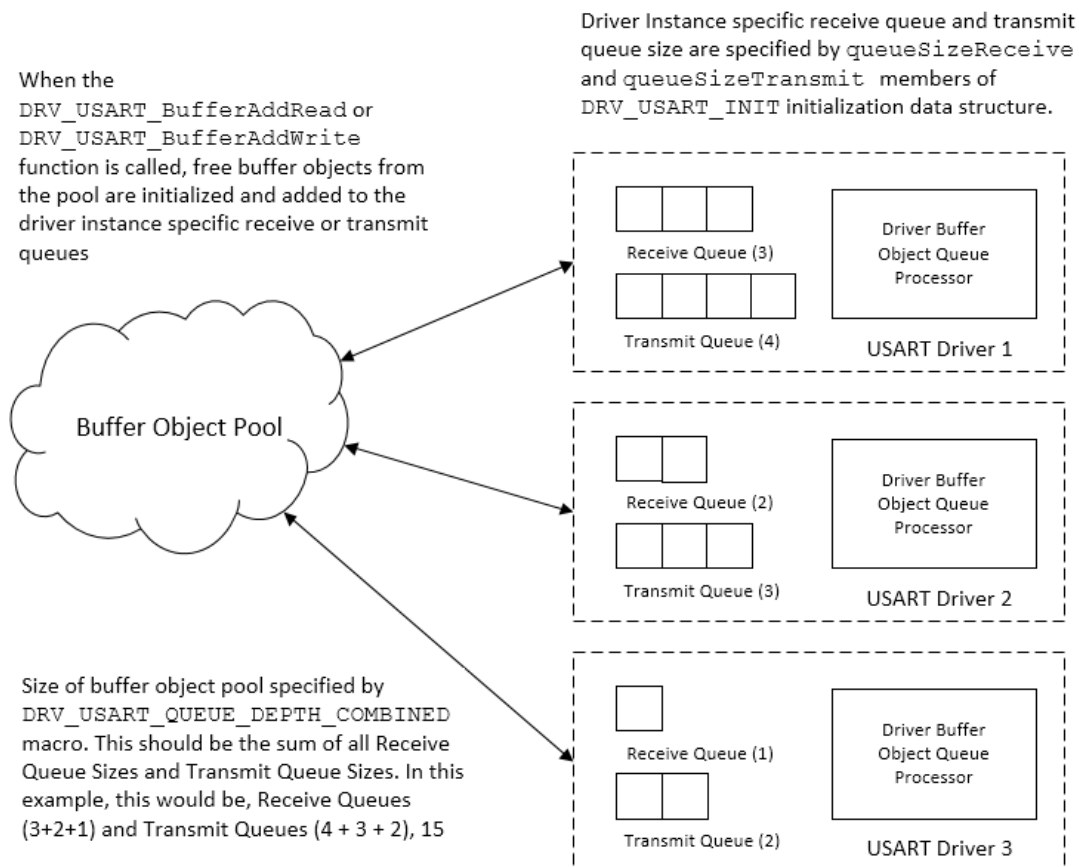 When the
DRV_USART_BufferAddRead or
DRV_USART_BufferAddWrite
function is called, free buffer objects from
the pool are initialized and added to the
driver instance specific receive or transmit
queues
Driver Instance specific receive queue and transmit
queue size are specified by queueSizeReceive
and queueSizeTransmit members of
DRV_USART_INIT initialization data structure.
Buffer Object Pool
Receive Queue (3)
Transmit Queue (4)
Driver Buffer
Object Queue
Processor
USART Driver 1
Receive Queue (2)
Transmit Queue (3)
Driver Buffer
Object Queue
Processor
USART Driver 2
Size of buffer object pool specified by
DRV_USART_QUEUE_DEPTH_COMBINED
macro. This should be the sum of all Receive
Queue Sizes and Transmit Queue Sizes. In this
example, this would be, Receive Queues
(3+2+1) and Transmit Queues (4 + 3 + 2), 15
Receive Queue (1)
Transmit Queue (2)
Driver Buffer
Object Queue
Processor
USART Driver 3